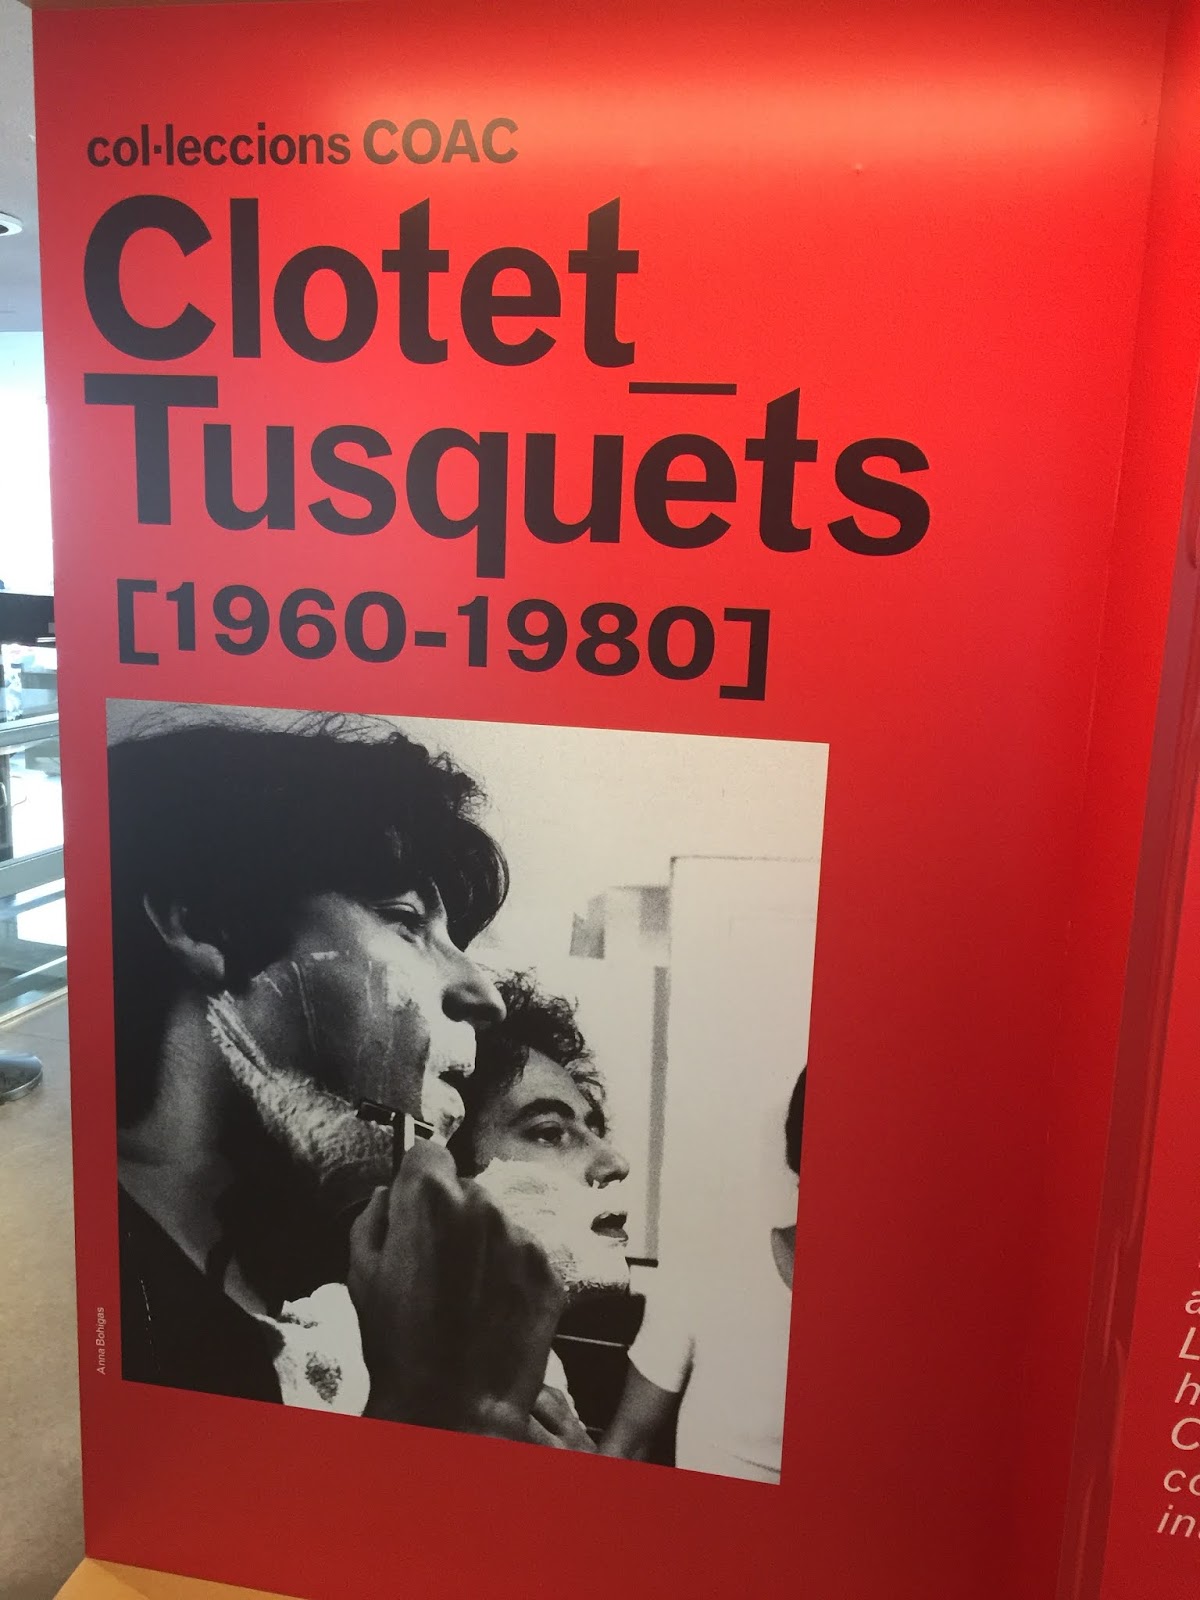 col·leccions COAC
Clotet_
Tusquets
[1960-1980]
Anna Bohigas